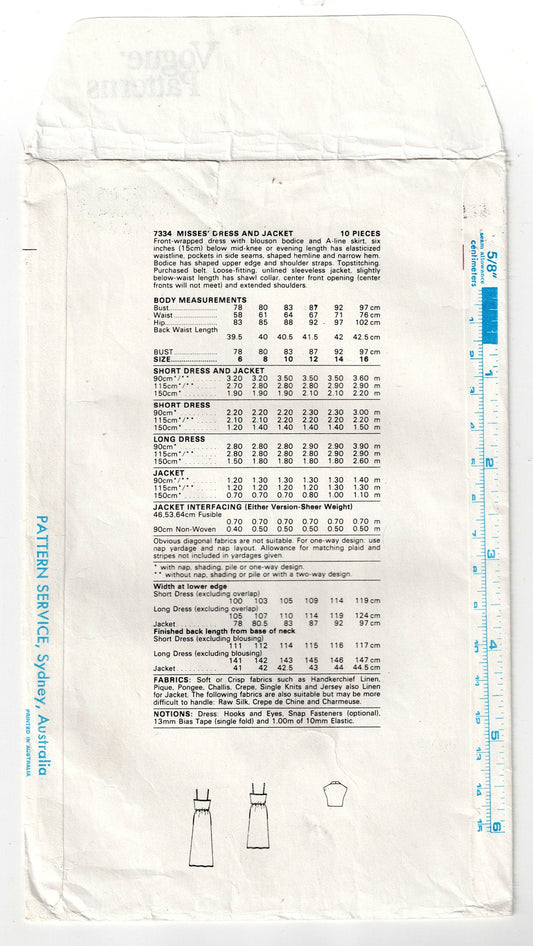 Vogue
Patterns
7334 MISSES' DRESS AND JACKET 10 PIECES
Front-wrapped dress with blouson bodice and A-line skirt, six
inches (15cm) below mid-knee or evening length has elasticized
waistline, pockets in side seams, shaped hemline and narrow hem.
Bodice has shaped upper edge and shoulder straps. Topstitching.
Purchased belt. Loose-fitting, unlined sleeveless jacket, slightly
below-waist length has shawl collar, center front opening (center
fronts will not meet) and extended shoulders.
BODY MEASUREMENTS
Bust 78 80 83 87 92 97 cm
Waist 58 61 64 67 71 76 cm
Hip 83 85 88 92 97 102 cm
Back Waist Length
39.5 40 40.5 41.5 42 42.5 cm
BUST 78 80 83 87 92 97 cm
SIZE 6 8 10 12 14 16
SHORT DRESS AND JACKET
90cm*/** 3.20 3.20 3.50 3.50 3.50 3.60 m
115cm*/** 2.70 2.80 2.80 2.80 2.90 2.90 m
150cm* 1.90 1.90 1.90 2.10 2.10 2.20 m
SHORT DRESS
90cm* 2.20 2.20 2.20 2.30 2.30 3.00 m
115cm*/** 2.10 2.10 2.20 2.20 2.20 2.20 m
150cm* 1.20 1.40 1.40 1.40 1.40 1.50 m
LONG DRESS
90cm* 2.80 2.80 2.80 2.90 2.90 3.90 m
115cm*/** 2.80 2.80 2.80 2.80 2.90 2.90 m
150cm* 1.50 1.80 1.80 1.80 1.80 2.60 m
JACKET
90cm*/** 1.20 1.30 1.30 1.30 1.30 1.40 m
115cm*/** 1.20 1.20 1.20 1.20 1.30 1.30 m
150cm* 0.70 0.70 0.70 0.80 1.00 1.10 m
JACKET INTERFACING (Either Version-Sheer Weight)
46,53,64cm Fusible
0.70 0.70 0.70 0.70 0.70 0.70 m
90cm Non-Woven 0.40 0.50 0.50 0.50 0.50 0.50 m
Obvious diagonal fabrics are not suitable. For one-way design: use
nap yardage and nap layout. Allowance for matching plaid and
stripes not included in yardages given.
* with nap, shading, pile or one-way design.
** without nap, shading or pile or with a two-way design.
Width at lower edge
Short Dress (excluding overlap)
100 103 105 109 114 119 cm
Long Dress (excluding overlap)
105 107 110 114 119 124 cm
Jacket 78 80.5 83 87 92 97 cm
Finished back length from base of neck
Short Dress (excluding blousing)
111 112 114 115 116 117 cm
Long Dress (excluding blousing)
141 142 143 145 146 147 cm
Jacket 41 42 42.5 43 44 44.5 cm
FABRICS: Soft or Crisp fabrics such as Handkerchief Linen,
Pique, Pongee, Challis, Crepe, Single Knits and Jersey also Linen
for Jacket. The following fabrics are also suitable but may be more
difficult to handle: Raw Silk, Crepe de Chine and Charmeuse.
NOTIONS: Dress: Hooks and Eyes, Snap Fasteners (optional),
13mm Bias Tape (single fold) and 1.00m of 10mm Elastic.
PATTERN SERVICE, Sydney, Australia
PRINTED IN AUSTRALIA
5/8"
seam allowance
centimeters
1
2
3
4
5
6
1
2
3
4
5
6
7
8
9
10
11
12
13
14
15